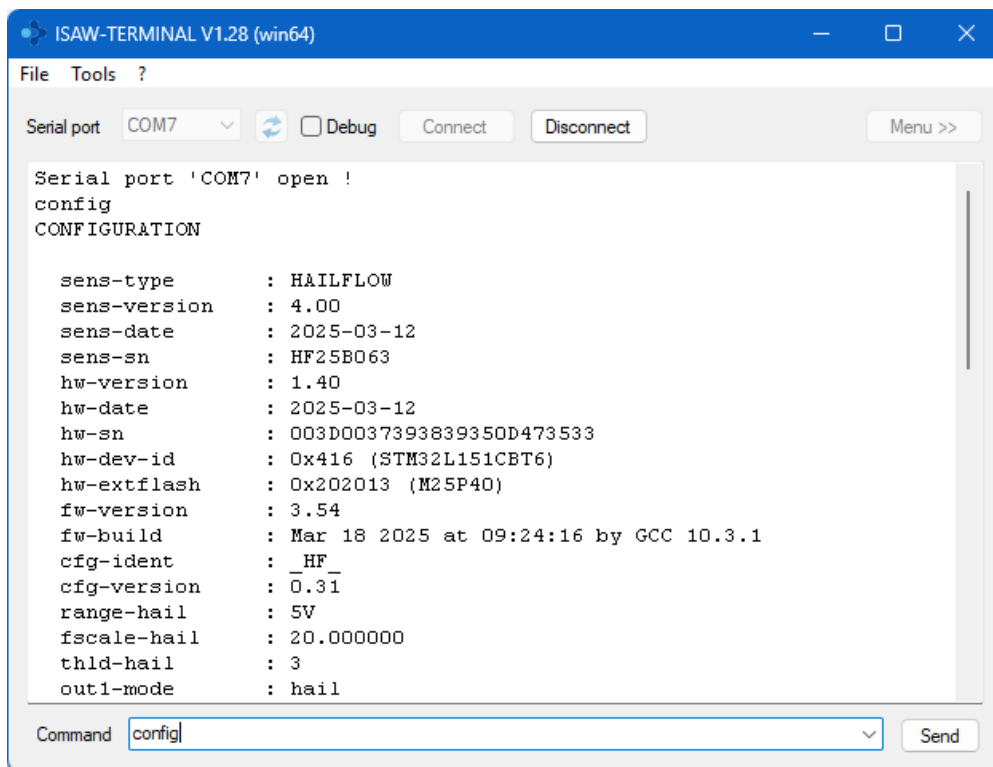 ISAW-TERMINAL V1.28 (win64)
File Tools ?
Serial port COM7 Debug Connect Disconnect Menu >>
Serial port 'COM7' open !
config
CONFIGURATION
sens-type : HAILFLOW
sens-version : 4.00
sens-date : 2025-03-12
sens-sn : HF25B063
hw-version : 1.40
hw-date : 2025-03-12
hw-sn : 003D0037393839350D473533
hw-dev-id : 0x416 (STM32L151CBT6)
hw-extflash : 0x202013 (M25P40)
fw-version : 3.54
fw-build : Mar 18 2025 at 09:24:16 by GCC 10.3.1
cfg-ident : _HF_
cfg-version : 0.31
range-hail : 5V
fscale-hail : 20.000000
thld-hail : 3
out1-mode : hail
Command config Send